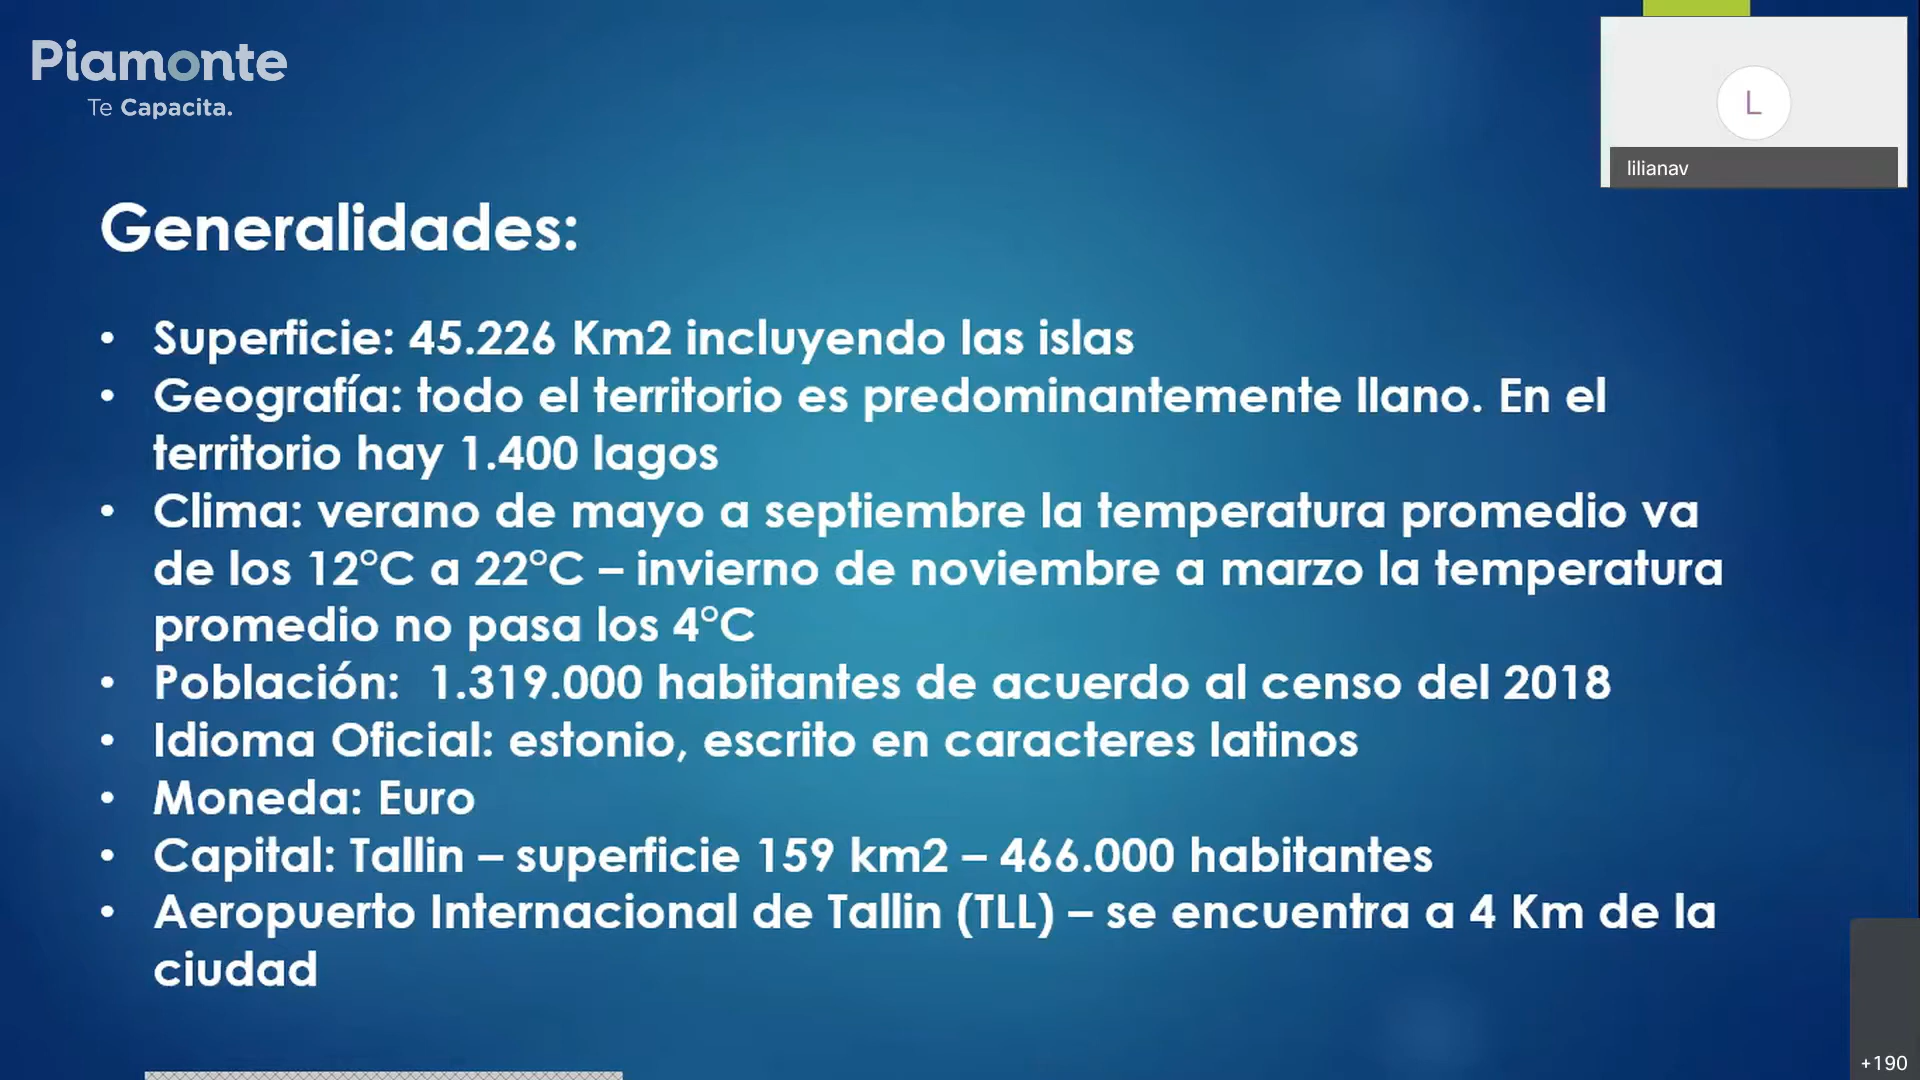 Piamonte
Te Capacita.
L
lilianav
Generalidades:
• Superficie: 45.226 Km2 incluyendo las islas
• Geografía: todo el territorio es predominantemente llano. En el
territorio hay 1.400 lagos
• Clima: verano de mayo a septiembre la temperatura promedio va
de los 12°C a 22°C – invierno de noviembre a marzo la temperatura
promedio no pasa los 4°C
• Población:  1.319.000 habitantes de acuerdo al censo del 2018
• Idioma Oficial: estonio, escrito en caracteres latinos
• Moneda: Euro
• Capital: Tallin – superficie 159 km2 – 466.000 habitantes
• Aeropuerto Internacional de Tallin (TLL) – se encuentra a 4 Km de la
ciudad
+190